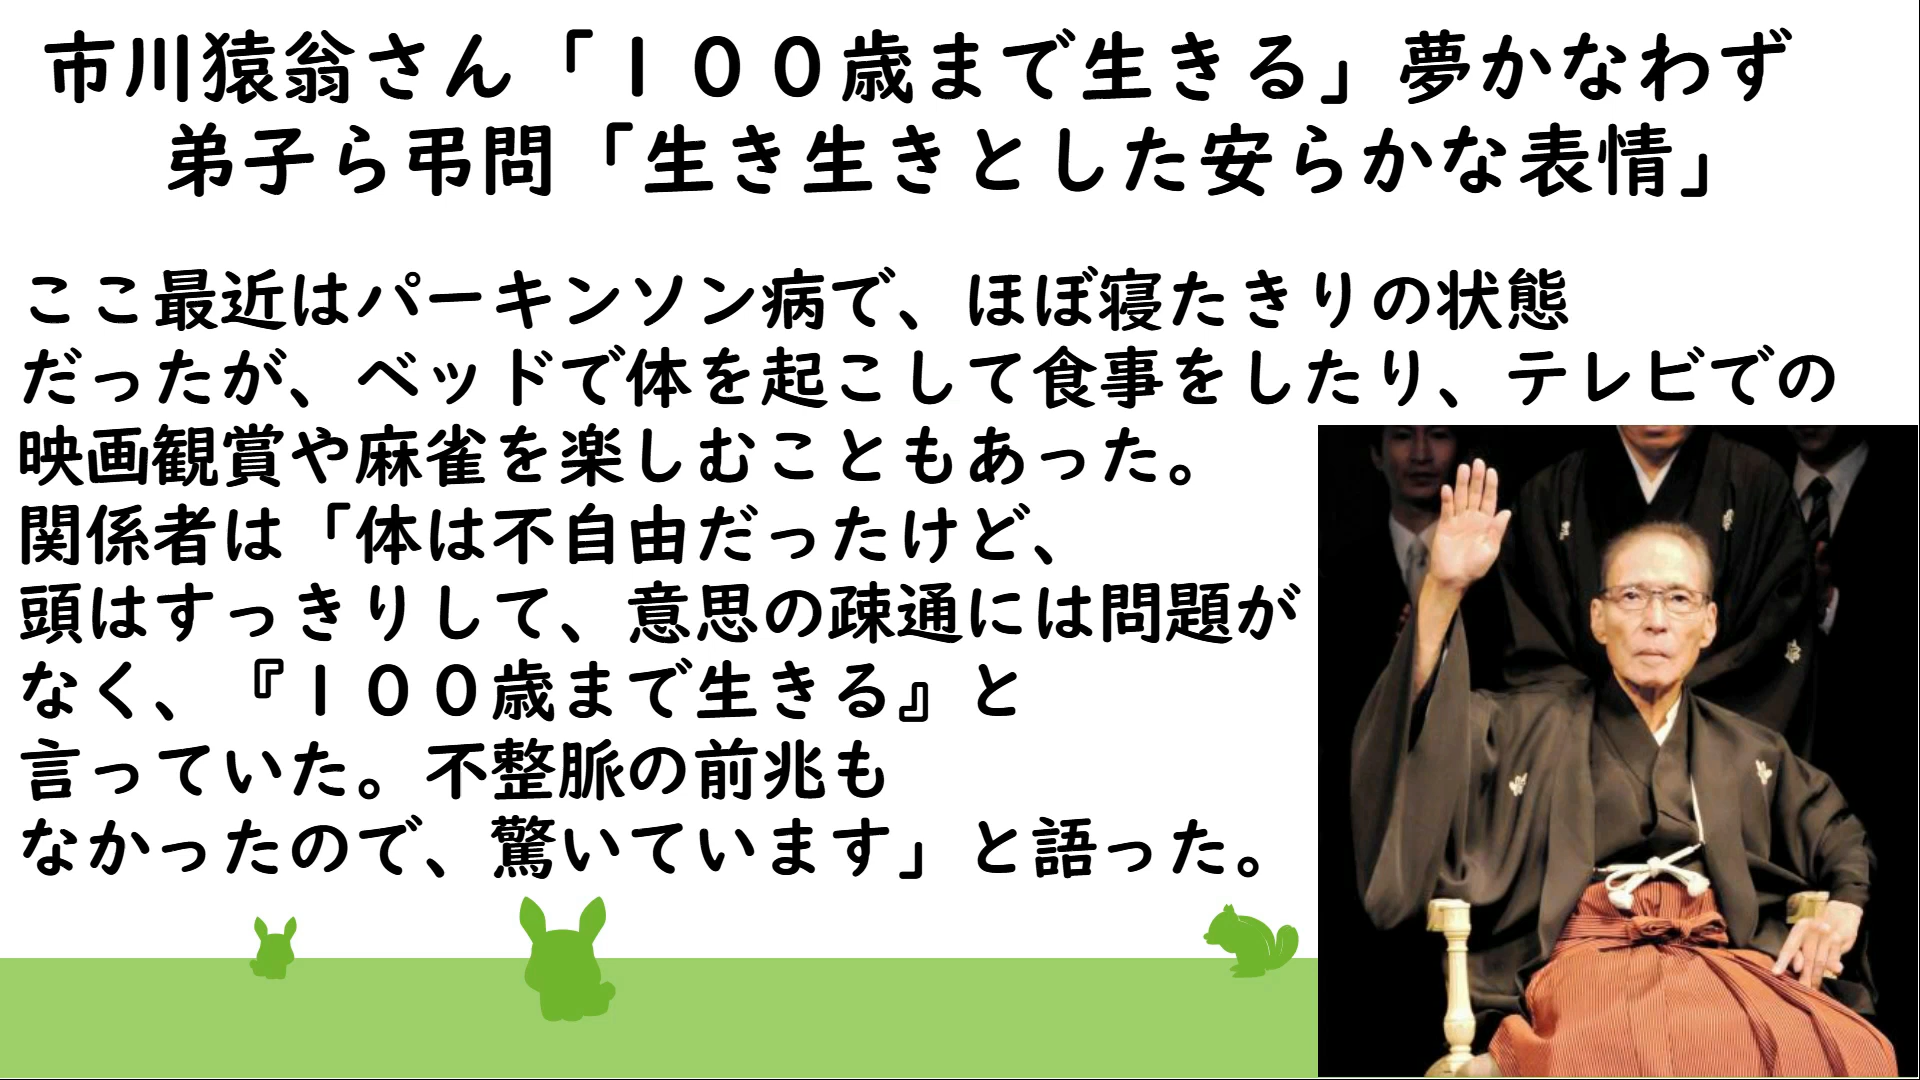 市川猿翁さん「１００歳まで生きる」夢かなわず
弟子ら弔問「生き生きとした安らかな表情」
ここ最近はパーキンソン病で、ほぼ寝たきりの状態
だったが、ベッドで体を起こして食事をしたり、テレビでの
映画観賞や麻雀を楽しむこともあった。
関係者は「体は不自由だったけど、
頭はすっきりして、意思の疎通には問題が
なく、『１００歳まで生きる』と
言っていた。不整脈の前兆も
なかったので、驚いています」と語った。